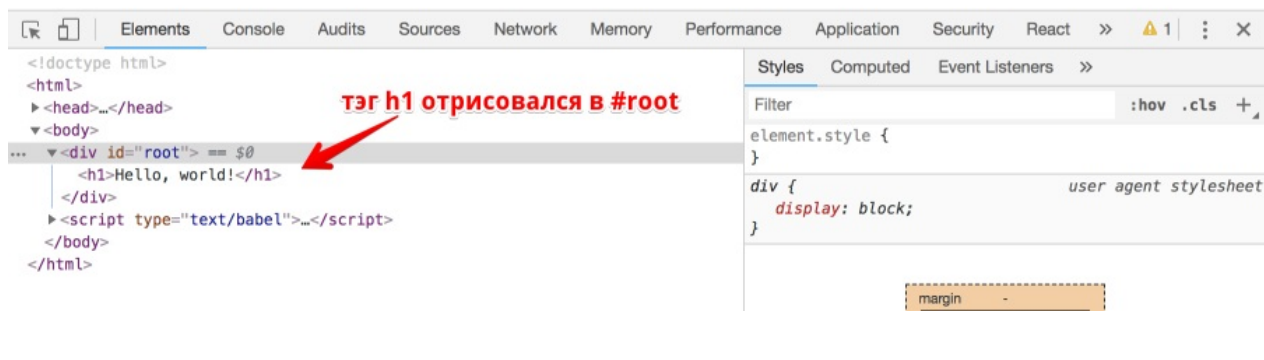 Elements Console Audits Sources Network Memory Performance Application Security React » 1
<!doctype html>
<html>
▶<head>…</head>
▼<body>
… ▼<div id="root"> == $0
<h1>Hello, world!</h1>
</div>
▶<script type="text/babel">…</script>
</body>
</html>
тэг h1 отрисовался в #root
Styles Computed Event Listeners »
Filter :hov .cls +
element.style {
}
div { user agent stylesheet
display: block;
}
margin -